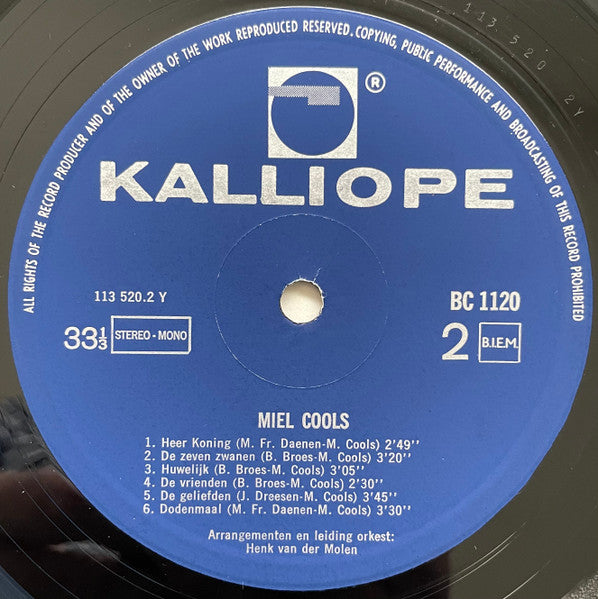 ALL RIGHTS OF THE RECORD PRODUCER AND OF THE OWNER OF THE WORK REPRODUCED RESERVED. COPYING, PUBLIC PERFORMANCE AND BROADCASTING OF THIS RECORD PROHIBITED
113.520 2Y
®
KALLIOPE
113 520.2 Y
BC 1120
33⅓ STEREO-MONO
2 B.I.E.M.
MIEL COOLS
1. Heer Koning (M. Fr. Daenen-M. Cools) 2'49''
2. De zeven zwanen (B. Broes-M. Cools) 3'20''
3. Huwelijk (B. Broes-M. Cools) 3'05''
4. De vrienden (B. Broes-M. Cools) 2'30''
5. De geliefden (J. Dreesen-M. Cools) 3'45''
6. Dodenmaal (M. Fr. Daenen-M. Cools) 3'30''
Arrangementen en leiding orkest:
Henk van der Molen